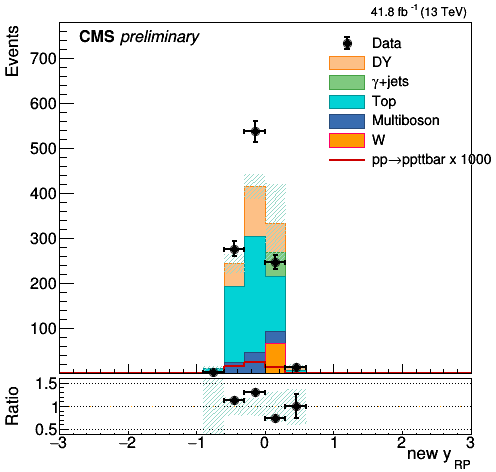 41.8 fb⁻¹ (13 TeV)
CMS preliminary
Events
700
600
500
400
300
200
100
Data
DY
γ+jets
Top
Multiboson
W
pp→ppttbar x 1000
Ratio
1.5
1
0.5
−3 −2 −1 0 1 2 3
new y RP